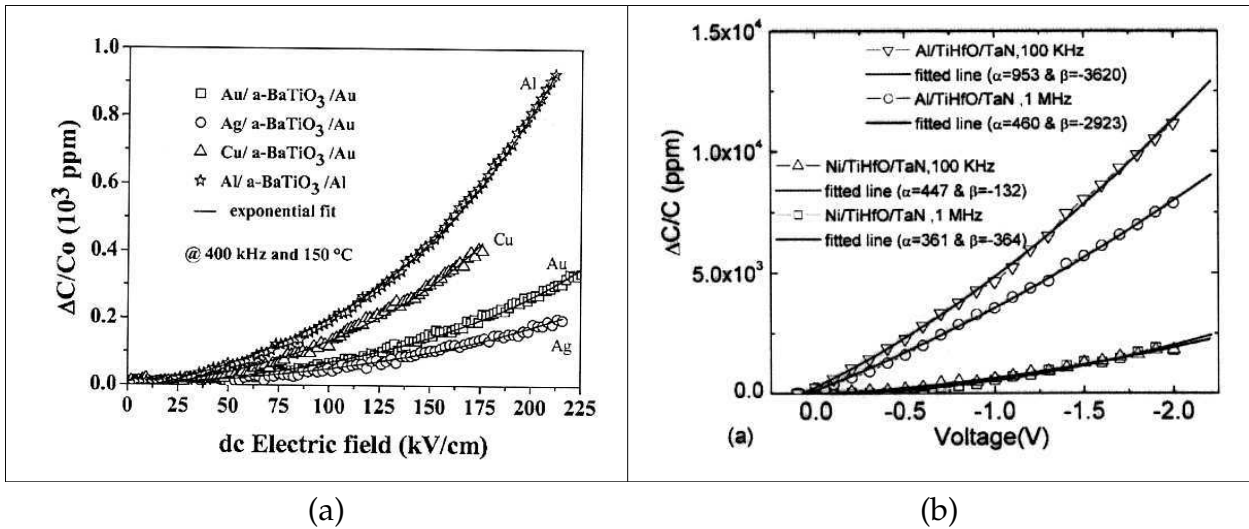 1.0
0.8
0.6
0.4
0.2
0.0
ΔC/Co (10³ ppm)
Au/ a-BaTiO₃ /Au
Ag/ a-BaTiO₃ /Au
Cu/ a-BaTiO₃ /Au
Al/ a-BaTiO₃ /Al
exponential fit
@ 400 kHz and 150 °C
Al
Cu
Au
Ag
0 25 50 75 100 125 150 175 200 225
dc Electric field (kV/cm)
(a)
1.5x10⁴
1.0x10⁴
5.0x10³
0.0
ΔC/C (ppm)
Al/TiHfO/TaN,100 KHz
fitted line (α=953 & β=-3620)
Al/TiHfO/TaN ,1 MHz
fitted line (α=460 & β=-2923)
Ni/TiHfO/TaN,100 KHz
fitted line (α=447 & β=-132)
Ni/TiHfO/TaN ,1 MHz
fitted line (α=361 & β=-364)
0.0 -0.5 -1.0 -1.5 -2.0
(a) Voltage(V)
(b)